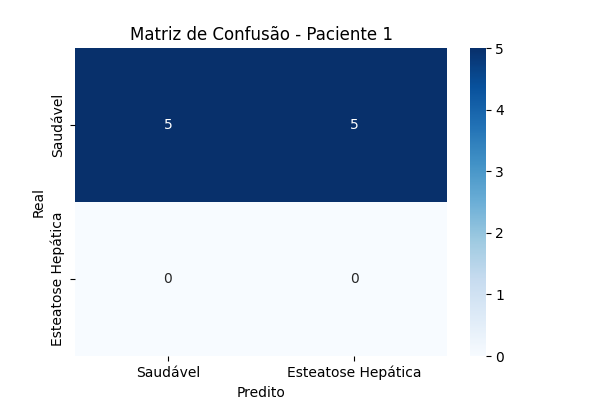 Matriz de Confusão - Paciente 1
Real
Saudável
5
5
Esteatose Hepática
0
0
Saudável
Esteatose Hepática
Predito
5
4
3
2
1
0